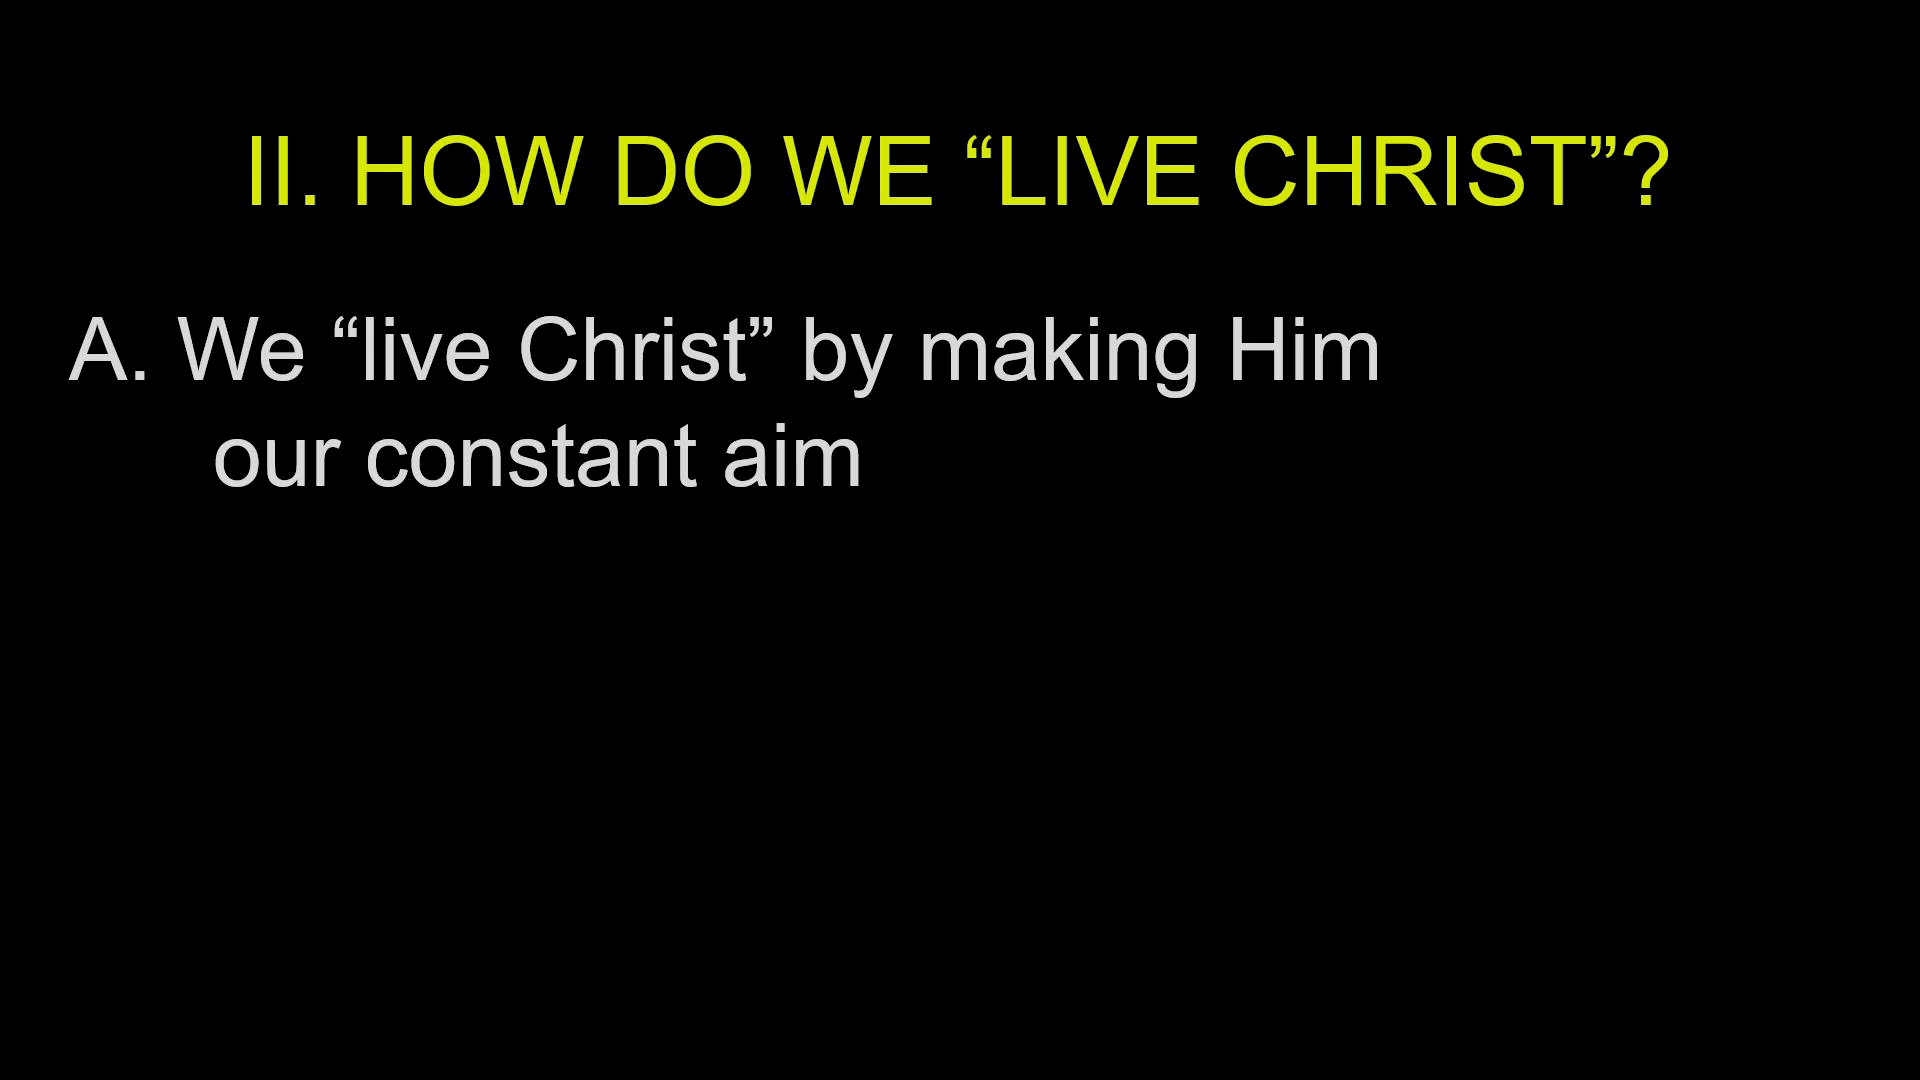 II. HOW DO WE “LIVE CHRIST”?
A. We “live Christ” by making Him
our constant aim